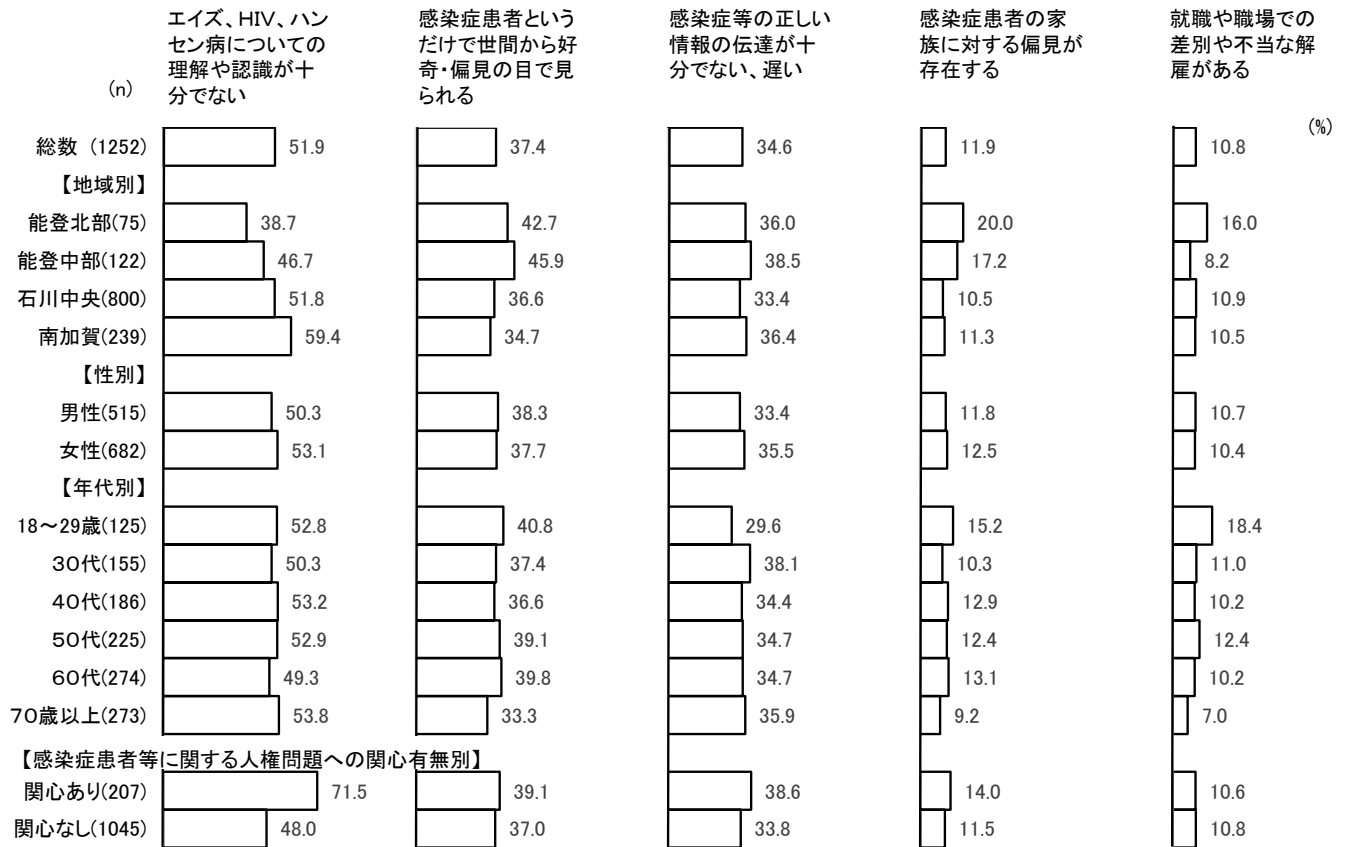 エイズ、HIV、ハン
セン病についての
理解や認識が十
分でない
感染症患者という
だけで世間から好
奇・偏見の目で見
られる
感染症等の正しい
情報の伝達が十
分でない、遅い
感染症患者の家
族に対する偏見が
存在する
就職や職場での
差別や不当な解
雇がある
(n)
(%)
総数 (1252) 51.9 37.4 34.6 11.9 10.8
【地域別】
能登北部(75) 38.7 42.7 36.0 20.0 16.0
能登中部(122) 46.7 45.9 38.5 17.2 8.2
石川中央(800) 51.8 36.6 33.4 10.5 10.9
南加賀(239) 59.4 34.7 36.4 11.3 10.5
【性別】
男性(515) 50.3 38.3 33.4 11.8 10.7
女性(682) 53.1 37.7 35.5 12.5 10.4
【年代別】
18～29歳(125) 52.8 40.8 29.6 15.2 18.4
30代(155) 50.3 37.4 38.1 10.3 11.0
40代(186) 53.2 36.6 34.4 12.9 10.2
50代(225) 52.9 39.1 34.7 12.4 12.4
60代(274) 49.3 39.8 34.7 13.1 10.2
70歳以上(273) 53.8 33.3 35.9 9.2 7.0
【感染症患者等に関する人権問題への関心有無別】
関心あり(207) 71.5 39.1 38.6 14.0 10.6
関心なし(1045) 48.0 37.0 33.8 11.5 10.8